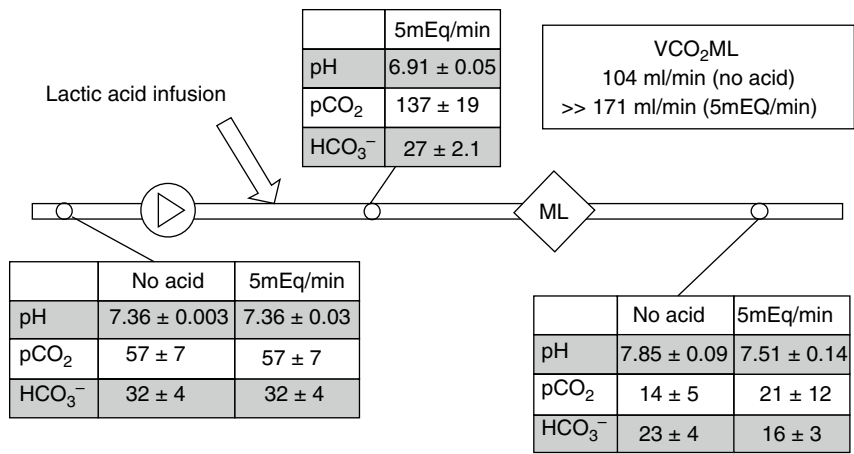 5mEq/min
pH 6.91 ± 0.05
pCO₂ 137 ± 19
HCO₃⁻ 27 ± 2.1
VCO₂ML
104 ml/min (no acid)
>> 171 ml/min (5mEQ/min)
Lactic acid infusion
ML
No acid 5mEq/min
pH 7.36 ± 0.003 7.36 ± 0.03
pCO₂ 57 ± 7 57 ± 7
HCO₃⁻ 32 ± 4 32 ± 4
No acid 5mEq/min
pH 7.85 ± 0.09 7.51 ± 0.14
pCO₂ 14 ± 5 21 ± 12
HCO₃⁻ 23 ± 4 16 ± 3